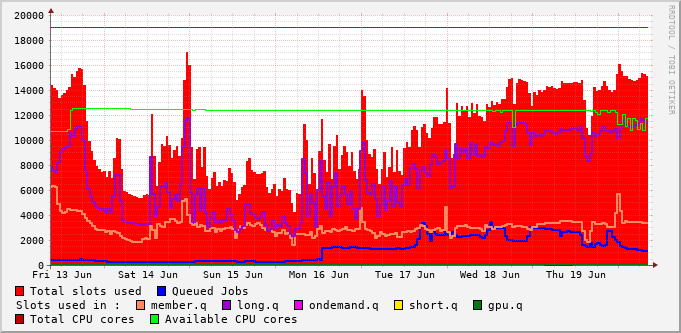 RRDTOOL / TOBI OETIKER
20000
18000
16000
14000
12000
10000
8000
6000
4000
2000
0
Fri 13 Jun Sat 14 Jun Sun 15 Jun Mon 16 Jun Tue 17 Jun Wed 18 Jun Thu 19 Jun
Total slots used Queued Jobs
Slots used in : member.q long.q ondemand.q short.q gpu.q
Total CPU cores Available CPU cores